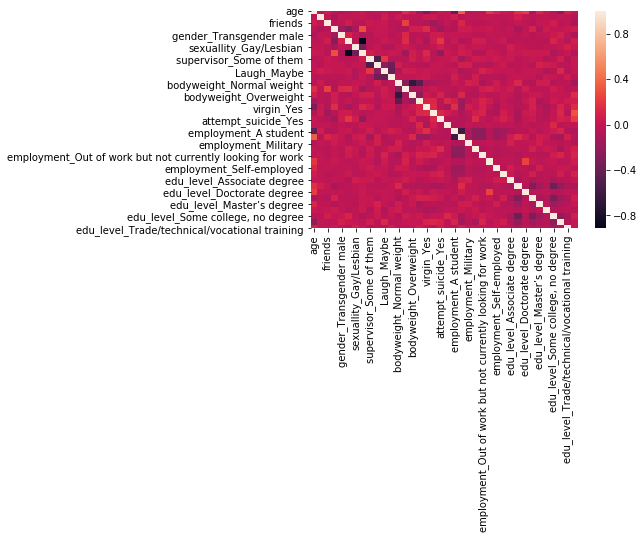 age
friends
gender_Transgender male
sexuallity_Gay/Lesbian
supervisor_Some of them
Laugh_Maybe
bodyweight_Normal weight
bodyweight_Overweight
virgin_Yes
attempt_suicide_Yes
employment_A student
employment_Military
employment_Out of work but not currently looking for work
employment_Self-employed
edu_level_Associate degree
edu_level_Doctorate degree
edu_level_Master’s degree
edu_level_Some college, no degree
edu_level_Trade/technical/vocational training
0.8
0.4
0.0
−0.4
−0.8
age
friends
gender_Transgender male
sexuallity_Gay/Lesbian
supervisor_Some of them
Laugh_Maybe
bodyweight_Normal weight
bodyweight_Overweight
virgin_Yes
attempt_suicide_Yes
employment_A student
employment_Military
employment_Out of work but not currently looking for work
employment_Self-employed
edu_level_Associate degree
edu_level_Doctorate degree
edu_level_Master’s degree
edu_level_Some college, no degree
edu_level_Trade/technical/vocational training